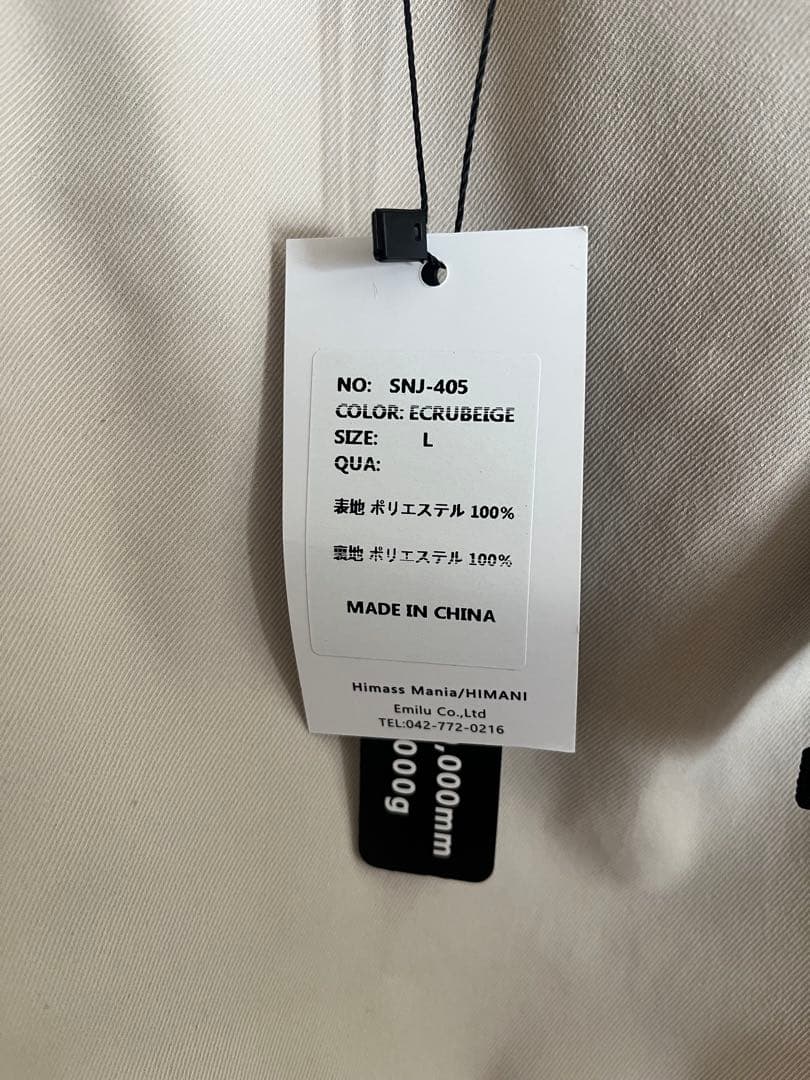 NO: SNJ-405
COLOR: ECRUBEIGE
SIZE: L
QUA:
表地 ポリエステル 100%
裏地 ポリエステル 100%
MADE IN CHINA
Himass Mania/HIMANI
Emilu Co.,Ltd
TEL:042-772-0216
,000mm
000g